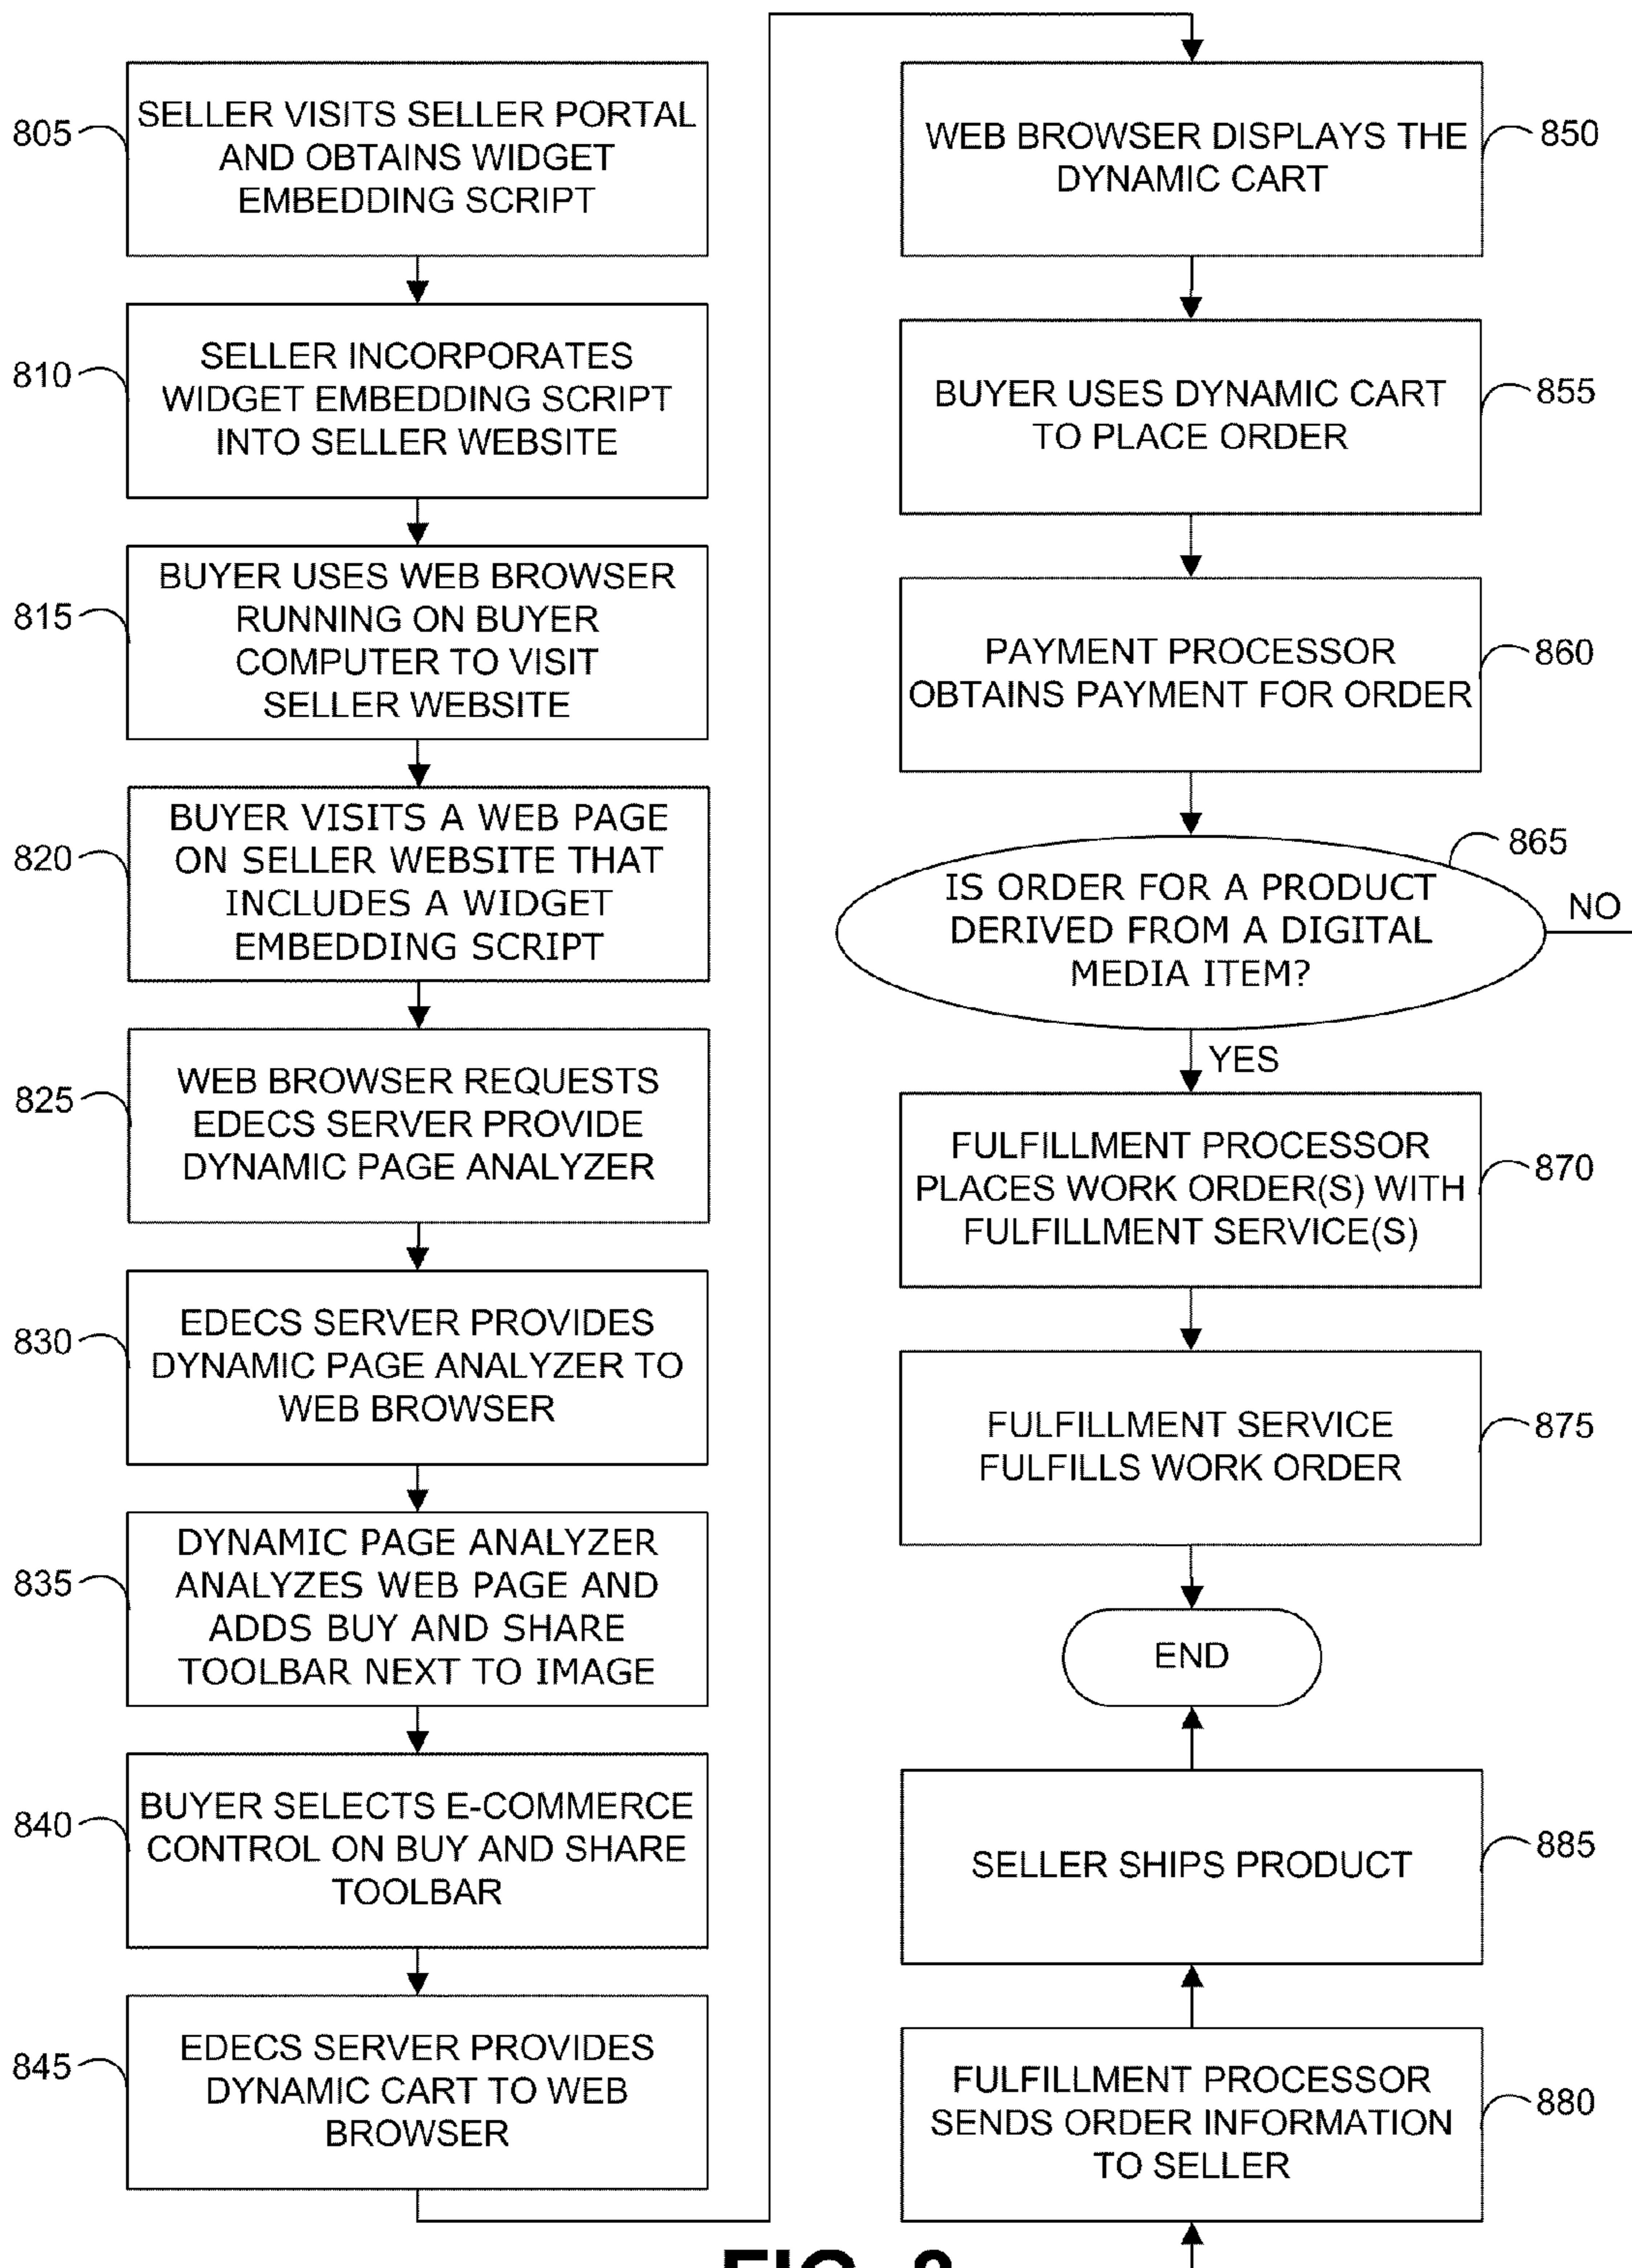 805
SELLER VISITS SELLER PORTAL
AND OBTAINS WIDGET
EMBEDDING SCRIPT
810
SELLER INCORPORATES
WIDGET EMBEDDING SCRIPT
INTO SELLER WEBSITE
815
BUYER USES WEB BROWSER
RUNNING ON BUYER
COMPUTER TO VISIT
SELLER WEBSITE
820
BUYER VISITS A WEB PAGE
ON SELLER WEBSITE THAT
INCLUDES A WIDGET
EMBEDDING SCRIPT
825
WEB BROWSER REQUESTS
EDECS SERVER PROVIDE
DYNAMIC PAGE ANALYZER
830
EDECS SERVER PROVIDES
DYNAMIC PAGE ANALYZER TO
WEB BROWSER
835
DYNAMIC PAGE ANALYZER
ANALYZES WEB PAGE AND
ADDS BUY AND SHARE
TOOLBAR NEXT TO IMAGE
840
BUYER SELECTS E-COMMERCE
CONTROL ON BUY AND SHARE
TOOLBAR
845
EDECS SERVER PROVIDES
DYNAMIC CART TO WEB
BROWSER
WEB BROWSER DISPLAYS THE
DYNAMIC CART
850
BUYER USES DYNAMIC CART
TO PLACE ORDER
855
PAYMENT PROCESSOR
OBTAINS PAYMENT FOR ORDER
860
IS ORDER FOR A PRODUCT
DERIVED FROM A DIGITAL
MEDIA ITEM?
865
NO
YES
FULFILLMENT PROCESSOR
PLACES WORK ORDER(S) WITH
FULFILLMENT SERVICE(S)
870
FULFILLMENT SERVICE
FULFILLS WORK ORDER
875
END
SELLER SHIPS PRODUCT
885
FULFILLMENT PROCESSOR
SENDS ORDER INFORMATION
TO SELLER
880
FIG.